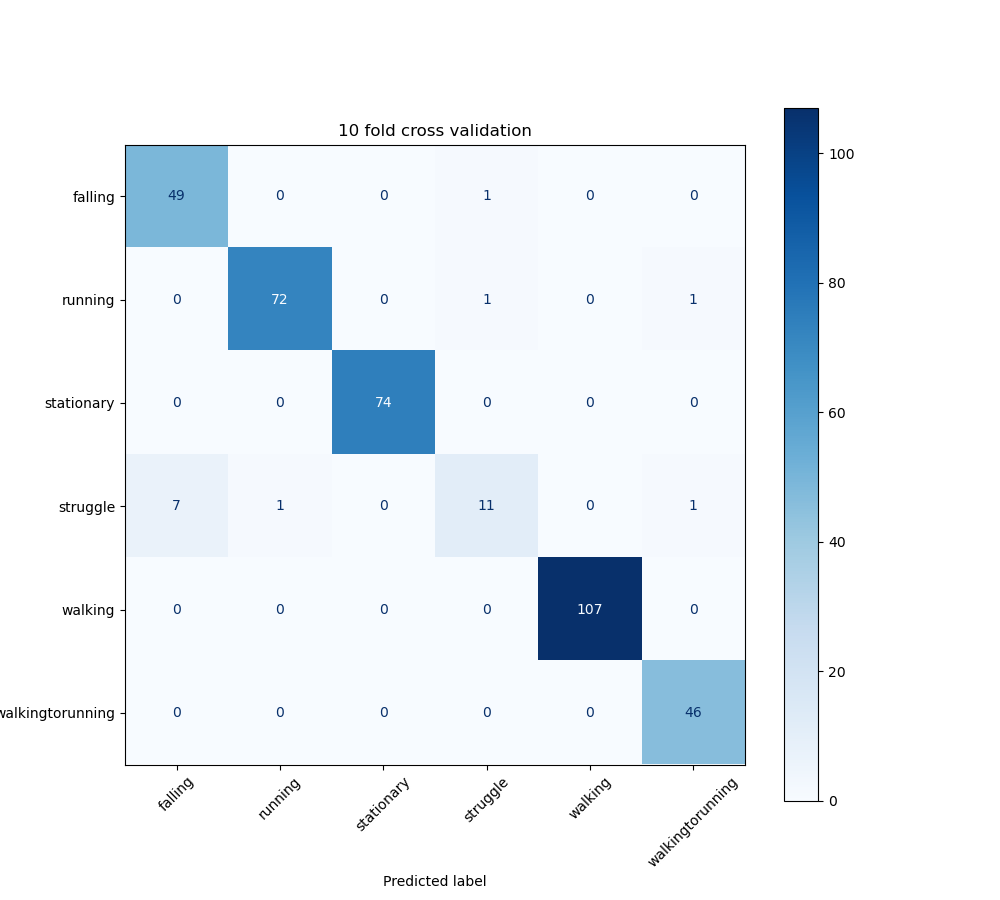 10 fold cross validation
falling 49 0 0 1 0 0
running 0 72 0 1 0 1
stationary 0 0 74 0 0 0
struggle 7 1 0 11 0 1
walking 0 0 0 0 107 0
walkingtorunning 0 0 0 0 0 46
falling running stationary struggle walking walkingtorunning
Predicted label
100
80
60
40
20
0